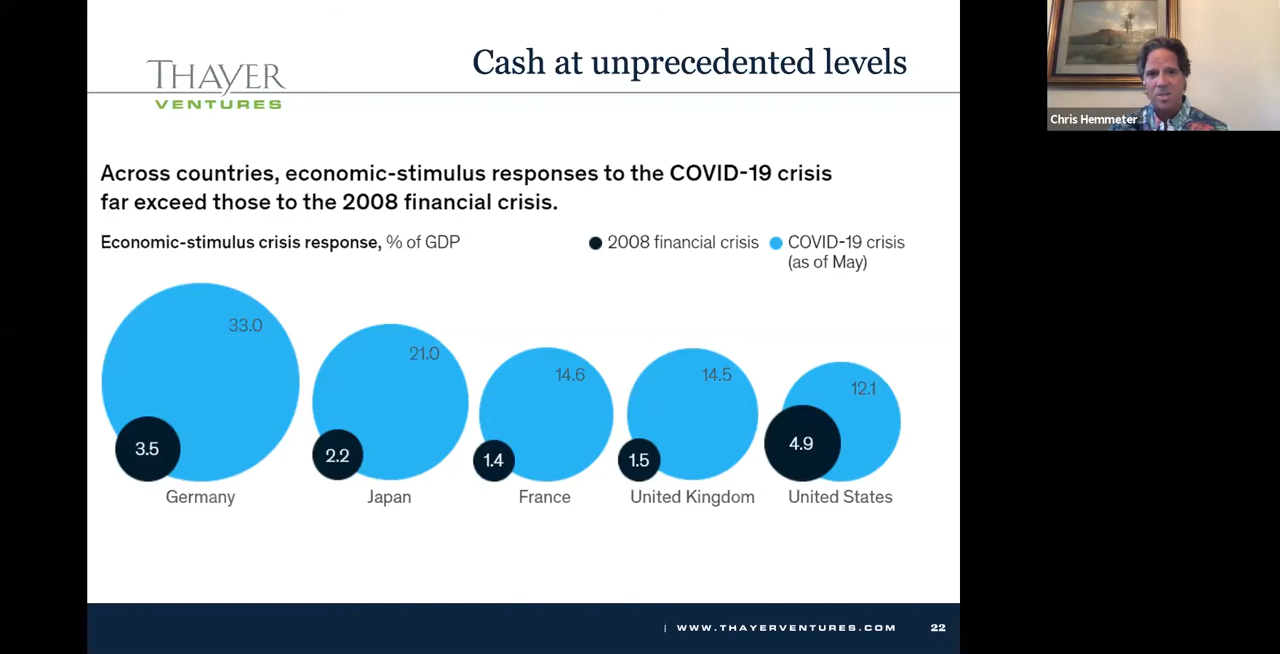 THAYER
VENTURES
Cash at unprecedented levels
Chris Hemmeter
Across countries, economic-stimulus responses to the COVID-19 crisis
far exceed those to the 2008 financial crisis.
Economic-stimulus crisis response, % of GDP
2008 financial crisis
COVID-19 crisis
(as of May)
33.0
3.5
Germany
21.0
2.2
Japan
14.6
1.4
France
14.5
1.5
United Kingdom
12.1
4.9
United States
| WWW.THAYERVENTURES.COM 22